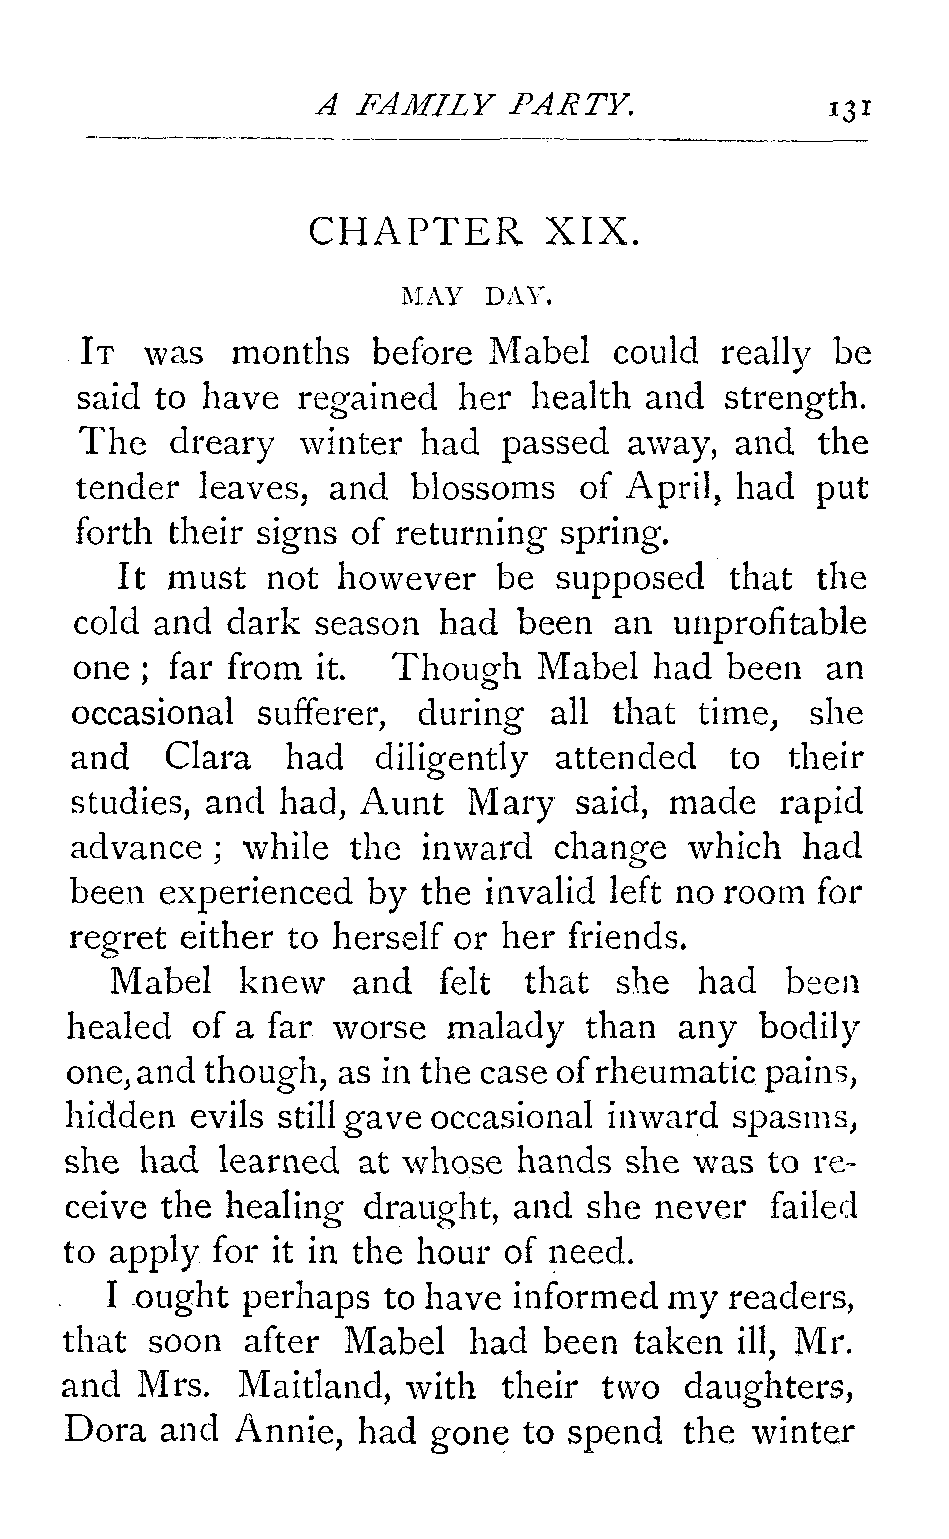 A FAMILY PARTY. 131
CHAPTER XIX.
MAY DAY.
IT was months before Mabel could really be
said to have regained her health and strength.
The dreary winter had passed away, and the
tender leaves, and blossoms of April, had put
forth their signs of returning spring.
It must not however be supposed that the
cold and dark season had been an unprofitable
one ; far from it. Though Mabel had been an
occasional sufferer, during all that time, she
and Clara had diligently attended to their
studies, and had, Aunt Mary said, made rapid
advance ; while the inward change which had
been experienced by the invalid left no room for
regret either to herself or her friends.
Mabel knew and felt that she had been
healed of a far worse malady than any bodily
one, and though, as in the case of rheumatic pains,
hidden evils still gave occasional inward spasms,
she had learned at whose hands she was to re-
ceive the healing draught, and she never failed
to apply for it in the hour of need.
I ought perhaps to have informed my readers,
that soon after Mabel had been taken ill, Mr.
and Mrs. Maitland, with their two daughters,
Dora and Annie, had gone to spend the winter